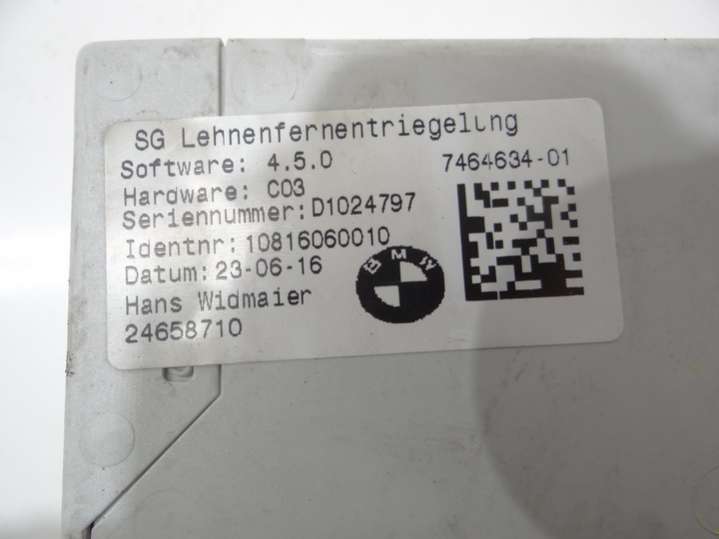 SG Lehnenfernentriegelung
Software: 4.5.0
7464634-01
Hardware: C03
Seriennummer: D1024797
Identnr: 10816060010
Datum: 23-06-16
Hans Widmaier
24658710
BMW